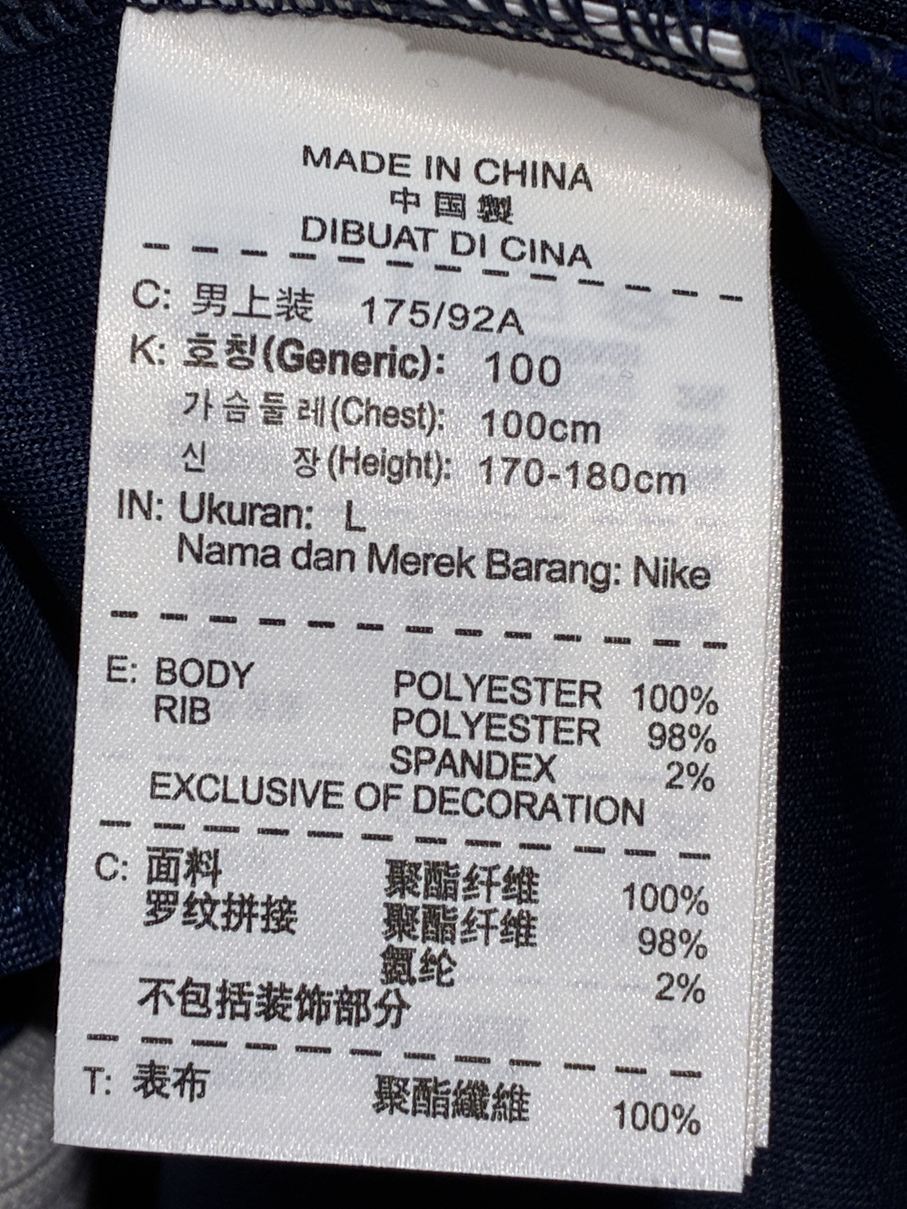 MADE IN CHINA
中国製
DIBUAT DI CINA
C: 男上装 175/92A
K: 호칭(Generic): 100
가슴둘레(Chest): 100cm
신 장(Height): 170-180cm
IN: Ukuran: L
Nama dan Merek Barang: Nike
E: BODY POLYESTER 100%
RIB POLYESTER 98%
SPANDEX 2%
EXCLUSIVE OF DECORATION
C: 面料 聚酯纤维 100%
罗纹拼接 聚酯纤维 98%
氨纶 2%
不包括装饰部分
T: 表布 聚酯纖維 100%